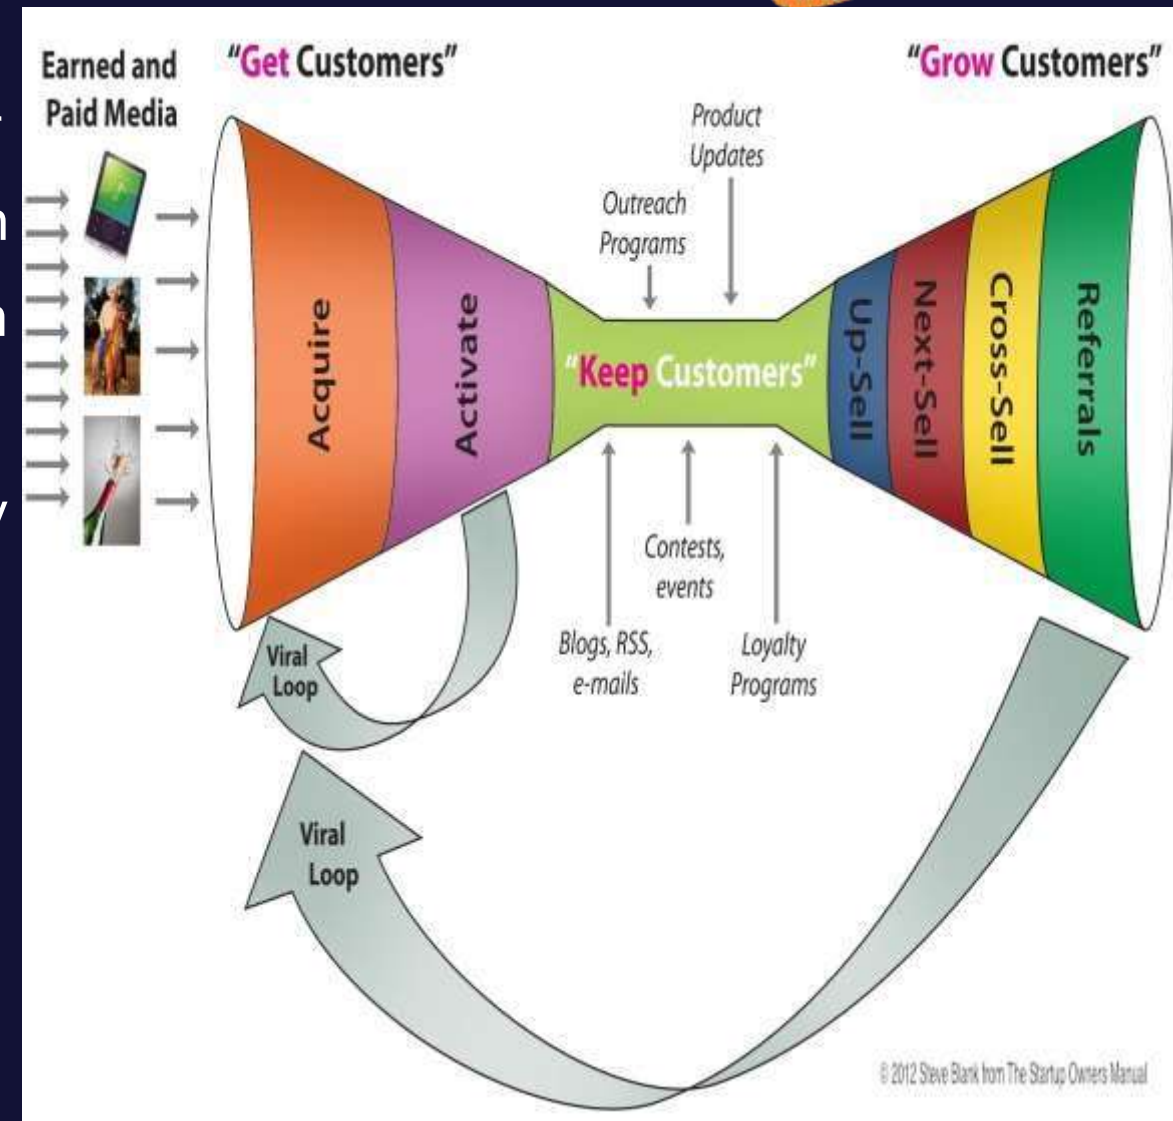 Earned and
Paid Media
“Get Customers”
“Grow Customers”
Product
Updates
Outreach
Programs
Acquire
Activate
“Keep Customers”
Up-Sell
Next-Sell
Cross-Sell
Referrals
Contests,
events
Blogs, RSS,
e-mails
Loyalty
Programs
Viral
Loop
Viral
Loop
© 2012 Steve Blank from The Startup Owners Manual